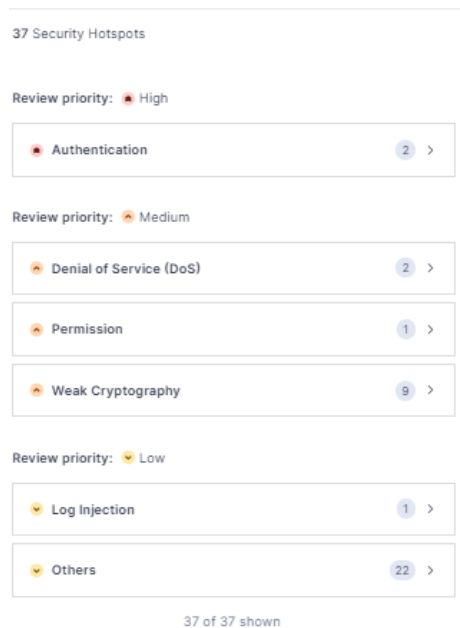 37 Security Hotspots
Review priority: High
Authentication 2
Review priority: Medium
Denial of Service (DoS) 2
Permission 1
Weak Cryptography 9
Review priority: Low
Log Injection 1
Others 22
37 of 37 shown